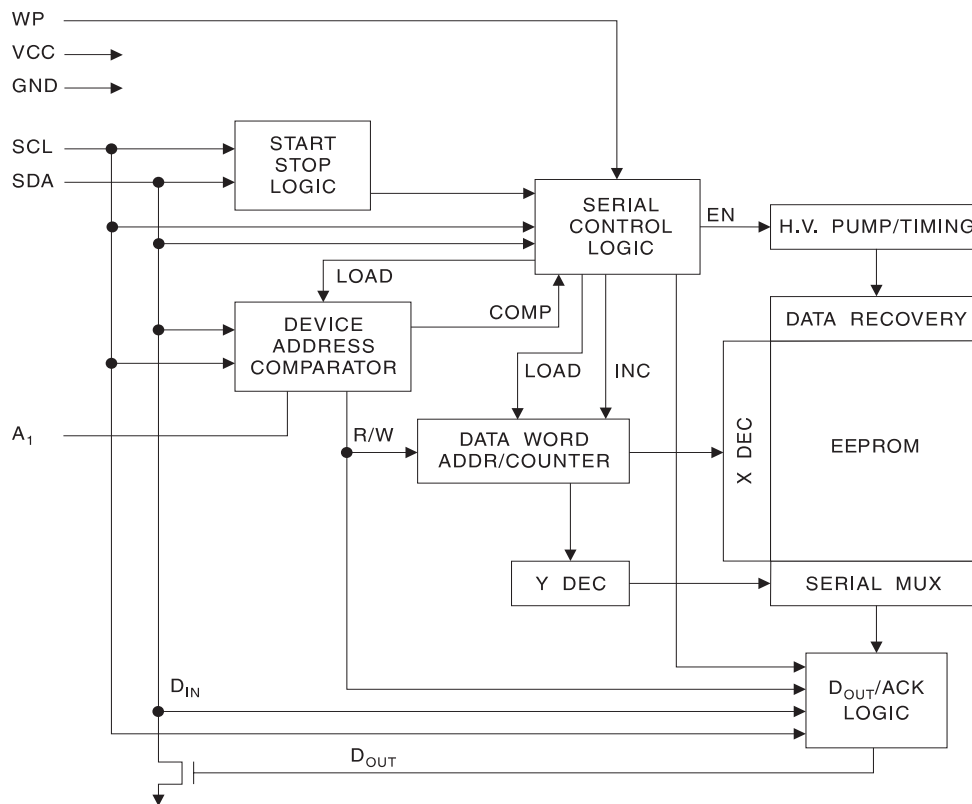 WP
VCC
GND
SCL
SDA
START
STOP
LOGIC
SERIAL
CONTROL
LOGIC
EN
H.V. PUMP/TIMING
LOAD
COMP
DEVICE
ADDRESS
COMPARATOR
DATA RECOVERY
LOAD
INC
A1
R/W
DATA WORD
ADDR/COUNTER
X DEC
EEPROM
Y DEC
SERIAL MUX
DIN
DOUT/ACK
LOGIC
DOUT